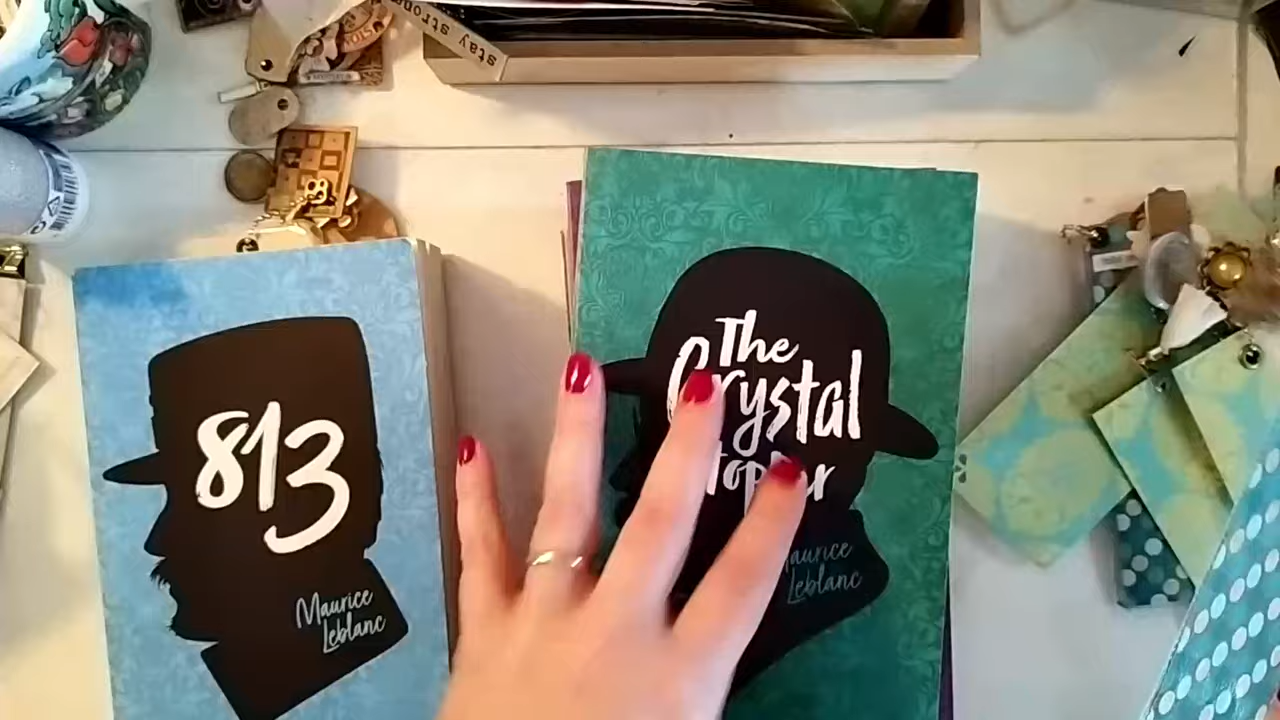 stay strong
813
Maurice
Leblanc
The
Crystal
Maurice
Leblanc